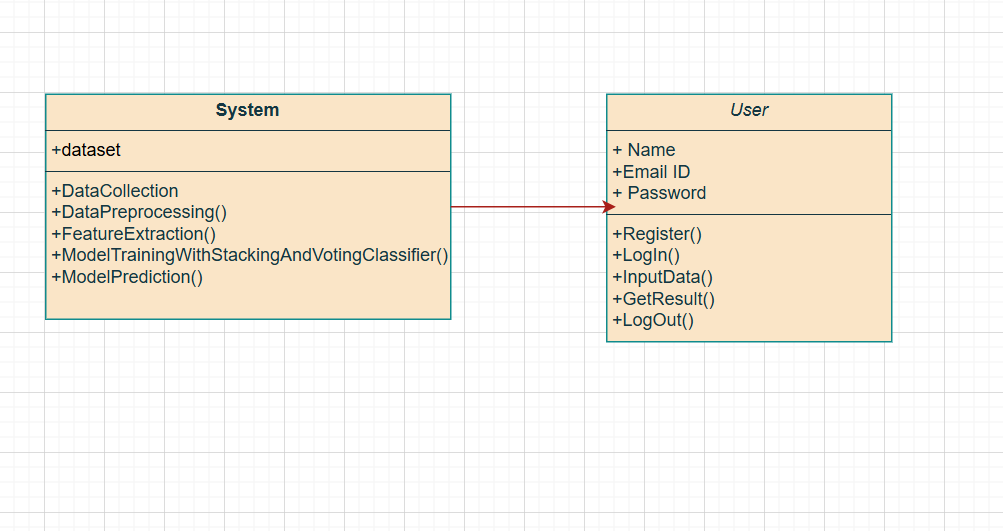 System
+dataset
+DataCollection
+DataPreprocessing()
+FeatureExtraction()
+ModelTrainingWithStackingAndVotingClassifier()
+ModelPrediction()
User
+ Name
+Email ID
+ Password
+Register()
+LogIn()
+InputData()
+GetResult()
+LogOut()